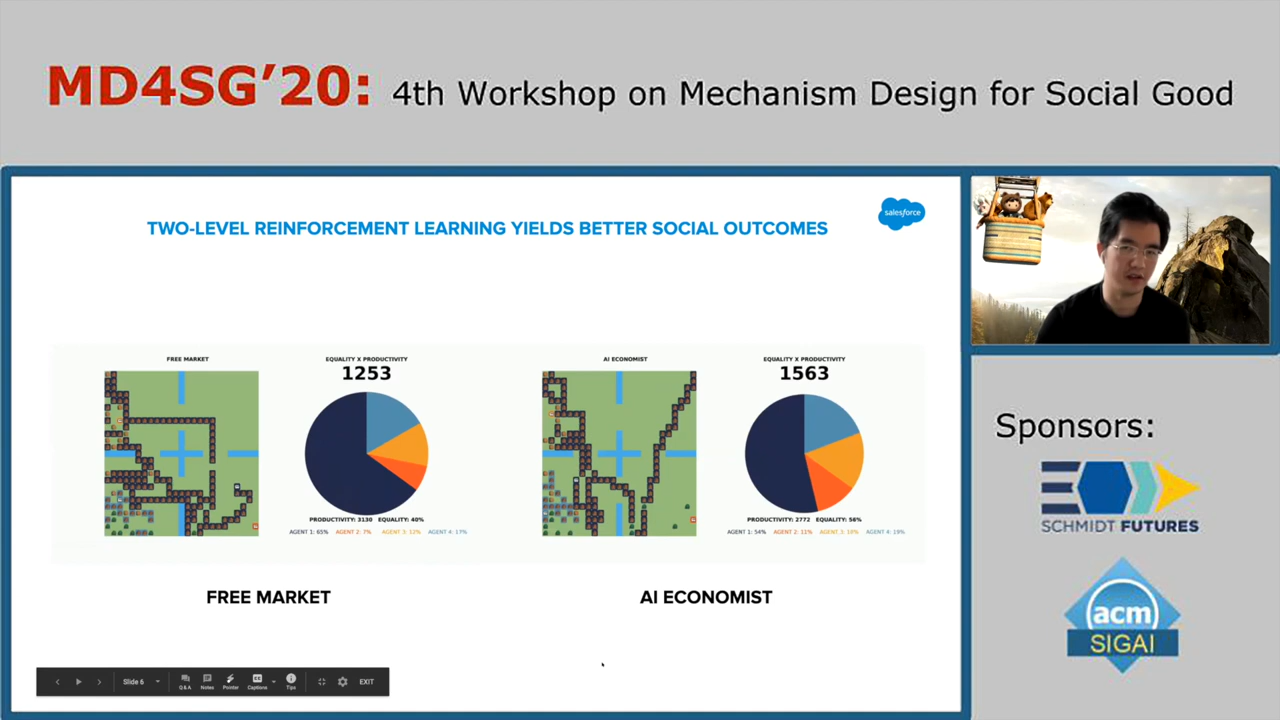 MD4SG'20: 4th Workshop on Mechanism Design for Social Good
TWO-LEVEL REINFORCEMENT LEARNING YIELDS BETTER SOCIAL OUTCOMES
salesforce
FREE MARKET
EQUALITY X PRODUCTIVITY
1253
PRODUCTIVITY: 3130 EQUALITY: 40%
AGENT 1: 65% AGENT 2: 7% AGENT 3: 12% AGENT 4: 17%
AI ECONOMIST
EQUALITY X PRODUCTIVITY
1563
PRODUCTIVITY: 2772 EQUALITY: 56%
AGENT 1: 54% AGENT 2: 11% AGENT 3: 16% AGENT 4: 19%
FREE MARKET
AI ECONOMIST
Slide 6
Q&A
Notes
Pointer
Captions
Tips
EXIT
Sponsors:
SCHMIDT FUTURES
acm
SIGAI